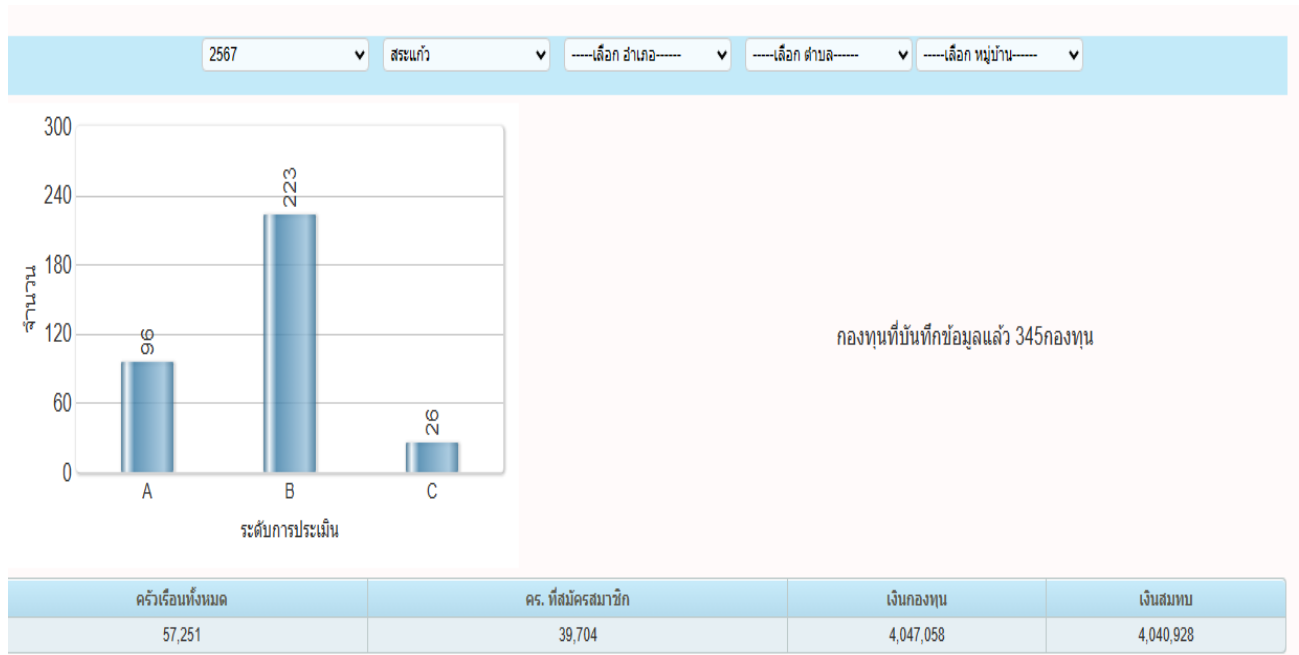 2567 สระแก้ว -----เลือก อำเภอ------ -----เลือก ตำบล------ -----เลือก หมู่บ้าน------
300
240
180
120
60
0
จำนวน
96
223
26
A B C
ระดับการประเมิน
กองทุนที่บันทึกข้อมูลแล้ว 345กองทุน
ครัวเรือนทั้งหมด คร. ที่สมัครสมาชิก เงินกองทุน เงินสมทบ
57,251 39,704 4,047,058 4,040,928